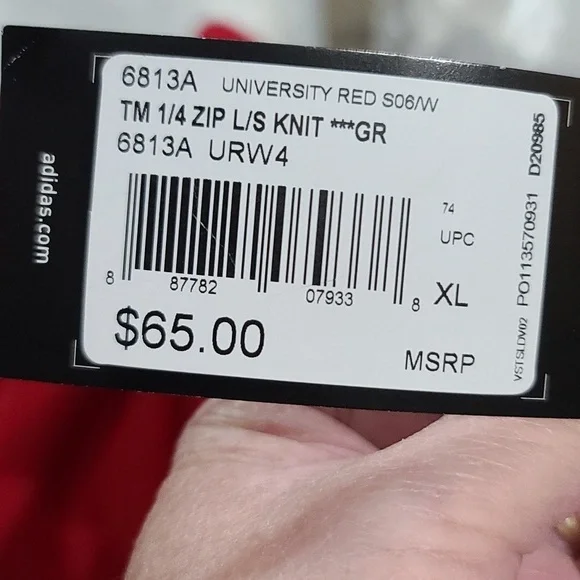 6813A UNIVERSITY RED S06/W
TM 1/4 ZIP L/S KNIT ***GR
6813A URW4
74
UPC
8 87782 07933 8
XL
$65.00
MSRP
VSTSLDV02 PO113570931 D20985
adidas.com